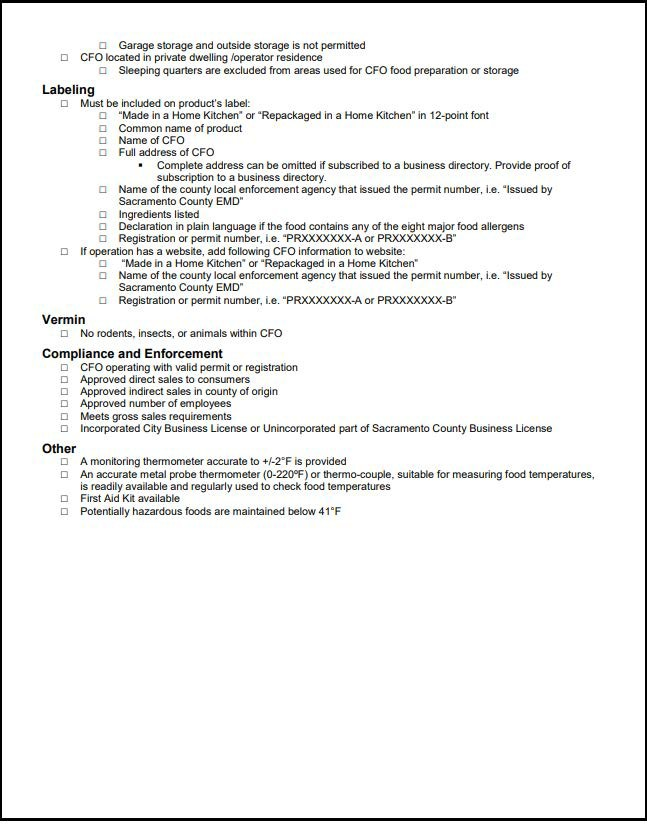 ☐ Garage storage and outside storage is not permitted
☐ CFO located in private dwelling /operator residence
☐ Sleeping quarters are excluded from areas used for CFO food preparation or storage
Labeling
☐ Must be included on product's label:
☐ “Made in a Home Kitchen” or “Repackaged in a Home Kitchen” in 12-point font
☐ Common name of product
☐ Name of CFO
☐ Full address of CFO
▪ Complete address can be omitted if subscribed to a business directory. Provide proof of
subscription to a business directory.
☐ Name of the county local enforcement agency that issued the permit number, i.e. “Issued by
Sacramento County EMD”
☐ Ingredients listed
☐ Declaration in plain language if the food contains any of the eight major food allergens
☐ Registration or permit number, i.e. “PRXXXXXXX-A or PRXXXXXXX-B”
☐ If operation has a website, add following CFO information to website:
☐ “Made in a Home Kitchen” or “Repackaged in a Home Kitchen”
☐ Name of the county local enforcement agency that issued the permit number, i.e. “Issued by
Sacramento County EMD”
☐ Registration or permit number, i.e. “PRXXXXXXX-A or PRXXXXXXX-B”
Vermin
☐ No rodents, insects, or animals within CFO
Compliance and Enforcement
☐ CFO operating with valid permit or registration
☐ Approved direct sales to consumers
☐ Approved indirect sales in county of origin
☐ Approved number of employees
☐ Meets gross sales requirements
☐ Incorporated City Business License or Unincorporated part of Sacramento County Business License
Other
☐ A monitoring thermometer accurate to +/-2°F is provided
☐ An accurate metal probe thermometer (0-220ºF) or thermo-couple, suitable for measuring food temperatures,
is readily available and regularly used to check food temperatures
☐ First Aid Kit available
☐ Potentially hazardous foods are maintained below 41°F